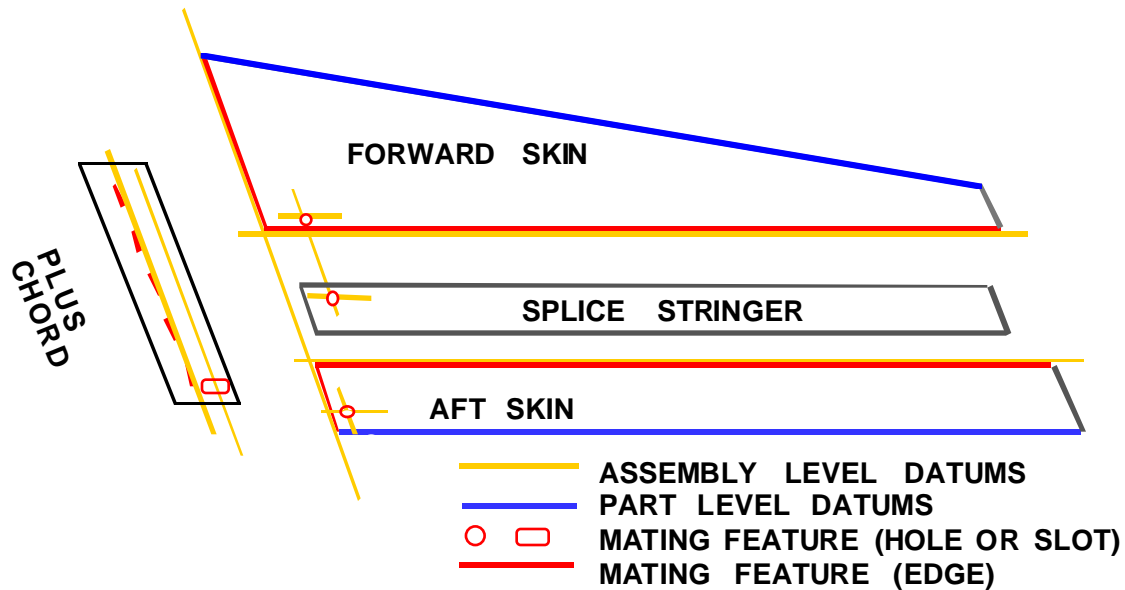 FORWARD SKIN
PLUS
CHORD
SPLICE STRINGER
AFT SKIN
ASSEMBLY LEVEL DATUMS
PART LEVEL DATUMS
MATING FEATURE (HOLE OR SLOT)
MATING FEATURE (EDGE)